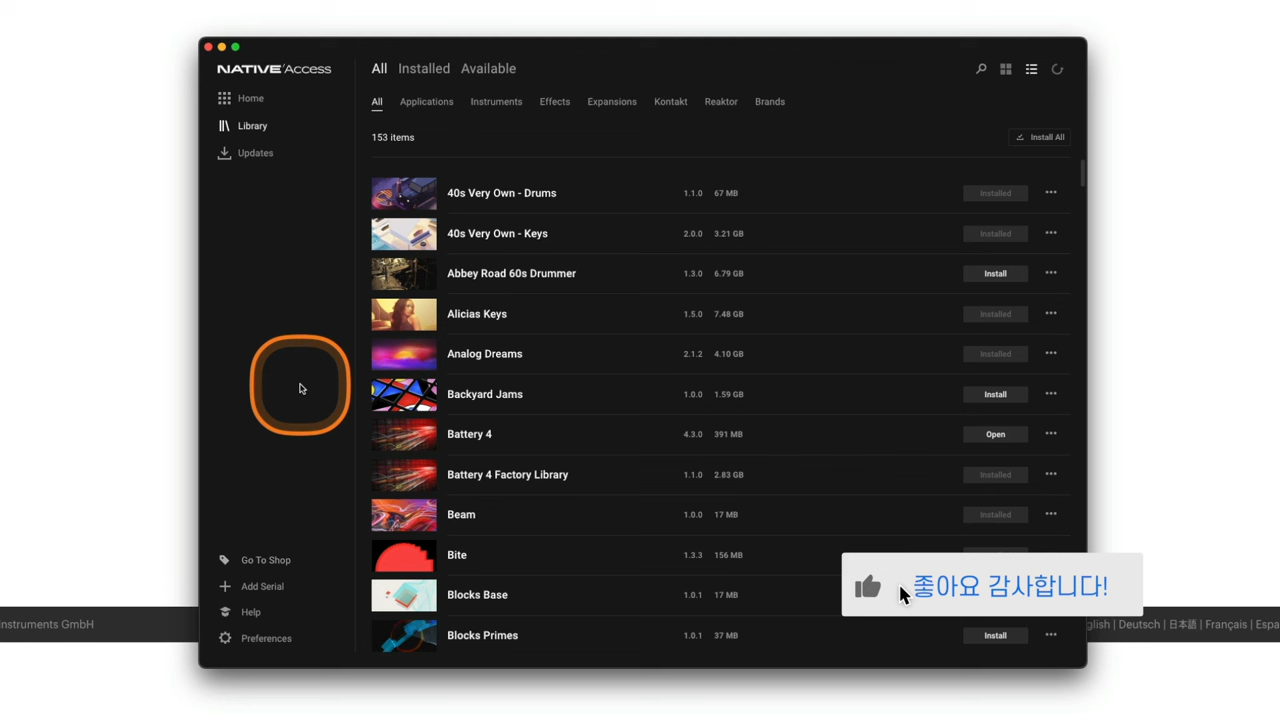 NATIVE ACCESS
Home
Library
Updates
Go To Shop
Add Serial
Help
Preferences
All Installed Available
All Applications Instruments Effects Expansions Kontakt Reaktor Brands
153 items Install All
40s Very Own - Drums 1.1.0 67 MB Installed
40s Very Own - Keys 2.0.0 3.21 GB Installed
Abbey Road 60s Drummer 1.3.0 6.79 GB Install
Alicias Keys 1.5.0 7.48 GB Installed
Analog Dreams 2.1.2 4.10 GB Installed
Backyard Jams 1.0.0 1.59 GB Install
Battery 4 4.3.0 391 MB Open
Battery 4 Factory Library 1.1.0 2.83 GB Installed
Beam 1.0.0 17 MB Installed
Bite 1.3.3 156 MB
Blocks Base 1.0.1 17 MB
Blocks Primes 1.0.1 37 MB Install
좋아요 감사합니다!
nstruments GmbH
glish | Deutsch | 日本語 | Français | Espa